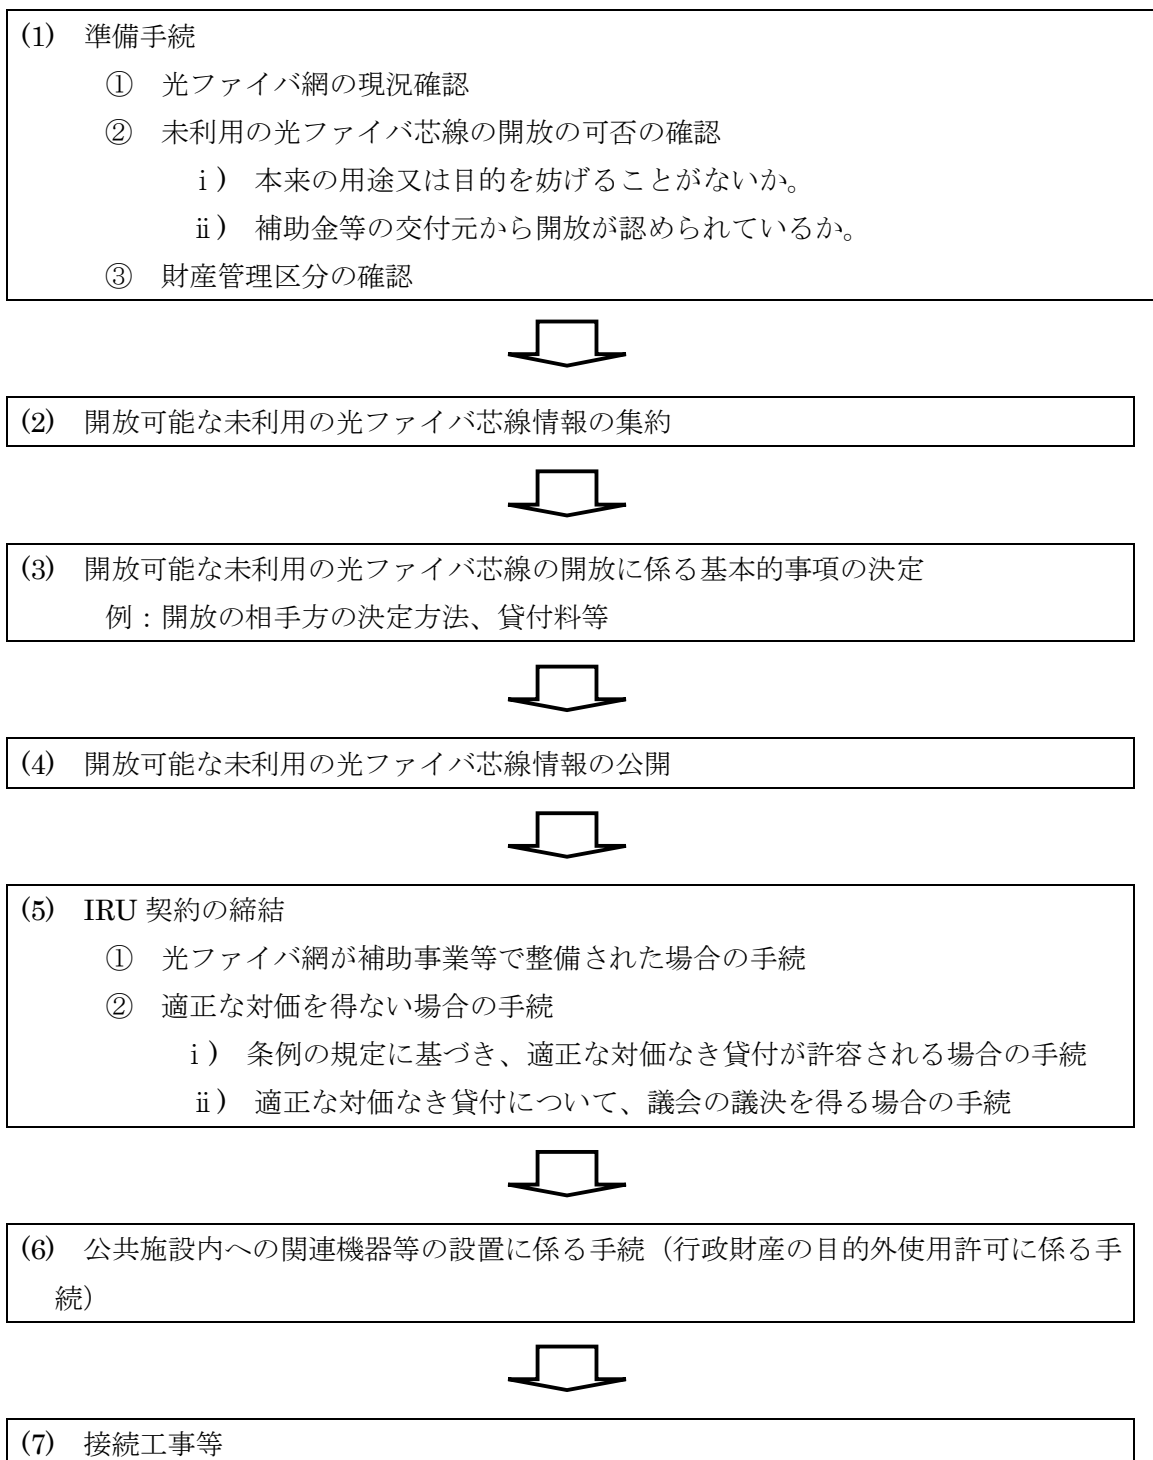 (1) 準備手続
① 光ファイバ網の現況確認
② 未利用の光ファイバ芯線の開放の可否の確認
ⅰ) 本来の用途又は目的を妨げることがないか。
ⅱ) 補助金等の交付元から開放が認められているか。
③ 財産管理区分の確認
(2) 開放可能な未利用の光ファイバ芯線情報の集約
(3) 開放可能な未利用の光ファイバ芯線の開放に係る基本的事項の決定
例：開放の相手方の決定方法、貸付料等
(4) 開放可能な未利用の光ファイバ芯線情報の公開
(5) IRU 契約の締結
① 光ファイバ網が補助事業等で整備された場合の手続
② 適正な対価を得ない場合の手続
ⅰ) 条例の規定に基づき、適正な対価なき貸付が許容される場合の手続
ⅱ) 適正な対価なき貸付について、議会の議決を得る場合の手続
(6) 公共施設内への関連機器等の設置に係る手続（行政財産の目的外使用許可に係る手
続）
(7) 接続工事等